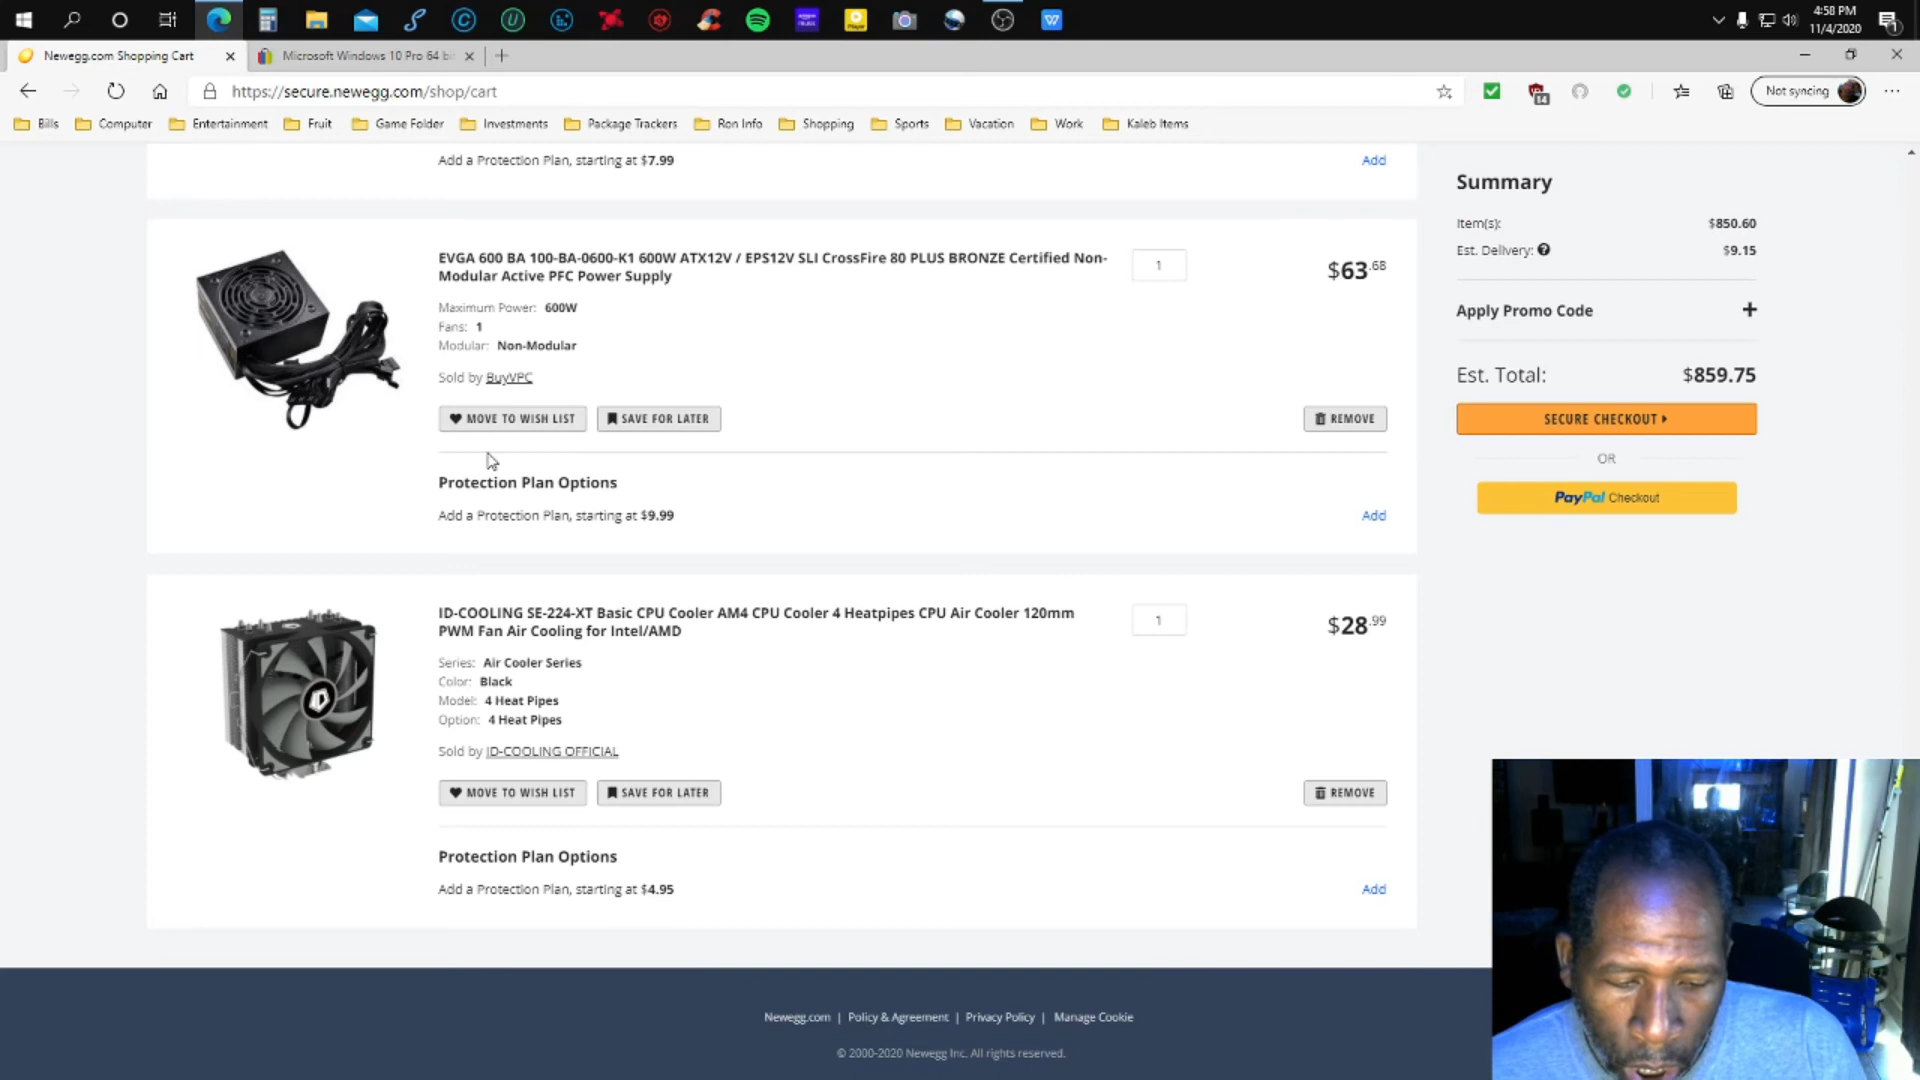 4:58 PM
11/4/2020
Newegg.com Shopping Cart
Microsoft Windows 10 Pro 64 bi
https://secure.newegg.com/shop/cart
Not syncing
Bills
Computer
Entertainment
Fruit
Game Folder
Investments
Package Trackers
Ron Info
Shopping
Sports
Vacation
Work
Kaleb Items
Add a Protection Plan, starting at $7.99
Add
EVGA 600 BA 100-BA-0600-K1 600W ATX12V / EPS12V SLI CrossFire 80 PLUS BRONZE Certified Non-
Modular Active PFC Power Supply
1
$63.68
Maximum Power: 600W
Fans: 1
Modular: Non-Modular
Sold by BuyVPC
MOVE TO WISH LIST
SAVE FOR LATER
REMOVE
Protection Plan Options
Add a Protection Plan, starting at $9.99
Add
ID-COOLING SE-224-XT Basic CPU Cooler AM4 CPU Cooler 4 Heatpipes CPU Air Cooler 120mm
PWM Fan Air Cooling for Intel/AMD
1
$28.99
Series: Air Cooler Series
Color: Black
Model: 4 Heat Pipes
Option: 4 Heat Pipes
Sold by ID-COOLING OFFICIAL
MOVE TO WISH LIST
SAVE FOR LATER
REMOVE
Protection Plan Options
Add a Protection Plan, starting at $4.95
Add
Summary
Item(s): $850.60
Est. Delivery: $9.15
Apply Promo Code +
Est. Total: $859.75
SECURE CHECKOUT
OR
PayPal Checkout
Newegg.com | Policy & Agreement | Privacy Policy | Manage Cookie
© 2000-2020 Newegg Inc. All rights reserved.